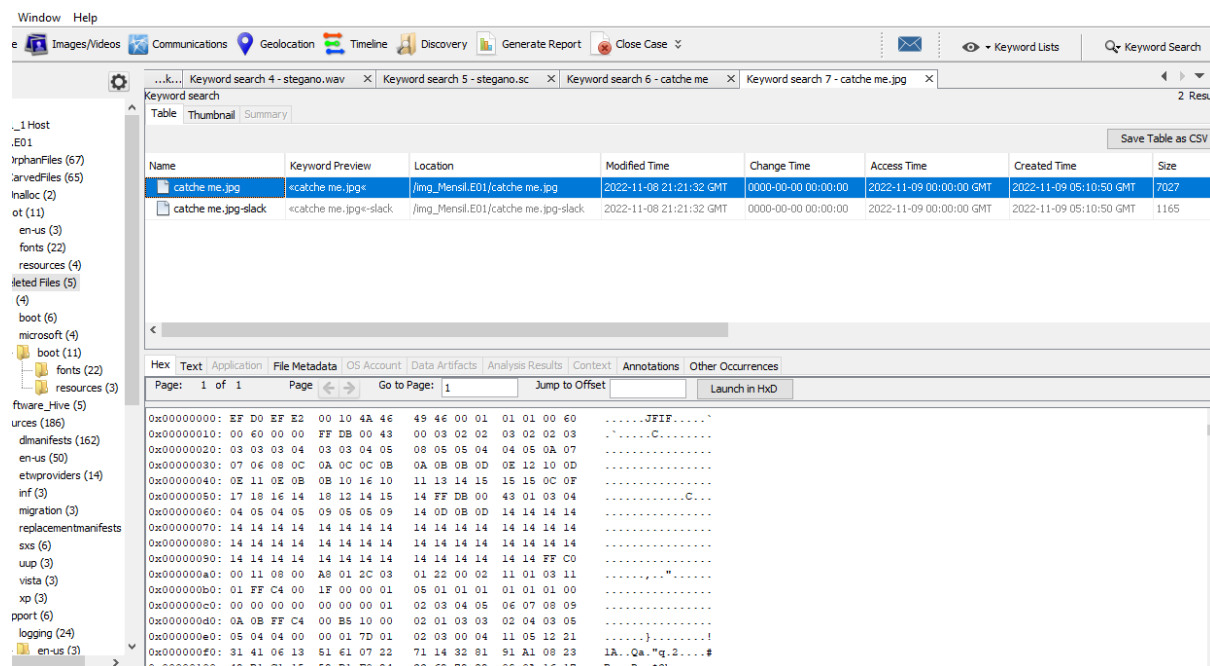 Window Help
e Images/Videos Communications Geolocation Timeline Discovery Generate Report Close Case Keyword Lists Keyword Search
...k... Keyword search 4 - stegano.wav X Keyword search 5 - stegano.sc X Keyword search 6 - catche me X Keyword search 7 - catche me.jpg X
Keyword search 2 Resu
Table Thumbnail Summary
Save Table as CSV
Name Keyword Preview Location Modified Time Change Time Access Time Created Time Size
catche me.jpg «catche me.jpg« /img_Mensil.E01/catche me.jpg 2022-11-08 21:21:32 GMT 0000-00-00 00:00:00 2022-11-09 00:00:00 GMT 2022-11-09 05:10:50 GMT 7027
catche me.jpg-slack «catche me.jpg«-slack /img_Mensil.E01/catche me.jpg-slack 2022-11-08 21:21:32 GMT 0000-00-00 00:00:00 2022-11-09 00:00:00 GMT 2022-11-09 05:10:50 GMT 1165
._1 Host
.E01
OrphanFiles (67)
CarvedFiles (65)
Unalloc (2)
ot (11)
en-us (3)
fonts (22)
resources (4)
leted Files (5)
(4)
boot (6)
microsoft (4)
boot (11)
fonts (22)
resources (3)
ftware_Hive (5)
urces (186)
dlmanifests (162)
en-us (50)
etwproviders (14)
inf (3)
migration (3)
replacementmanifests
sxs (6)
uup (3)
vista (3)
xp (3)
pport (6)
logging (24)
en-us (3)
Hex Text Application File Metadata OS Account Data Artifacts Analysis Results Context Annotations Other Occurrences
Page: 1 of 1 Page Go to Page: 1 Jump to Offset Launch in HxD
0x00000000: EF D0 EF E2 00 10 4A 46 49 46 00 01 01 01 00 60 ......JFIF.....`
0x00000010: 00 60 00 00 FF DB 00 43 00 03 02 02 03 02 02 03 .`.....C........
0x00000020: 03 03 03 04 03 03 04 05 08 05 05 04 04 05 0A 07 ................
0x00000030: 07 06 08 0C 0A 0C 0C 0B 0A 0B 0B 0D 0E 12 10 0D ................
0x00000040: 0E 11 0E 0B 0B 10 16 10 11 13 14 15 15 15 0C 0F ................
0x00000050: 17 18 16 14 18 12 14 15 14 FF DB 00 43 01 03 04 ............C...
0x00000060: 04 05 04 05 09 05 05 09 14 0D 0B 0D 14 14 14 14 ................
0x00000070: 14 14 14 14 14 14 14 14 14 14 14 14 14 14 14 14 ................
0x00000080: 14 14 14 14 14 14 14 14 14 14 14 14 14 14 14 14 ................
0x00000090: 14 14 14 14 14 14 14 14 14 14 14 14 14 14 FF C0 ................
0x000000a0: 00 11 08 00 A8 01 2C 03 01 22 00 02 11 01 03 11 ......,.."......
0x000000b0: 01 FF C4 00 1F 00 00 01 05 01 01 01 01 01 01 00 ................
0x000000c0: 00 00 00 00 00 00 00 01 02 03 04 05 06 07 08 09 ................
0x000000d0: 0A 0B FF C4 00 B5 10 00 02 01 03 03 02 04 03 05 ................
0x000000e0: 05 04 04 00 00 01 7D 01 02 03 00 04 11 05 12 21 ......}........!
0x000000f0: 31 41 06 13 51 61 07 22 71 14 32 81 91 A1 08 23 1A..Qa."q.2....#